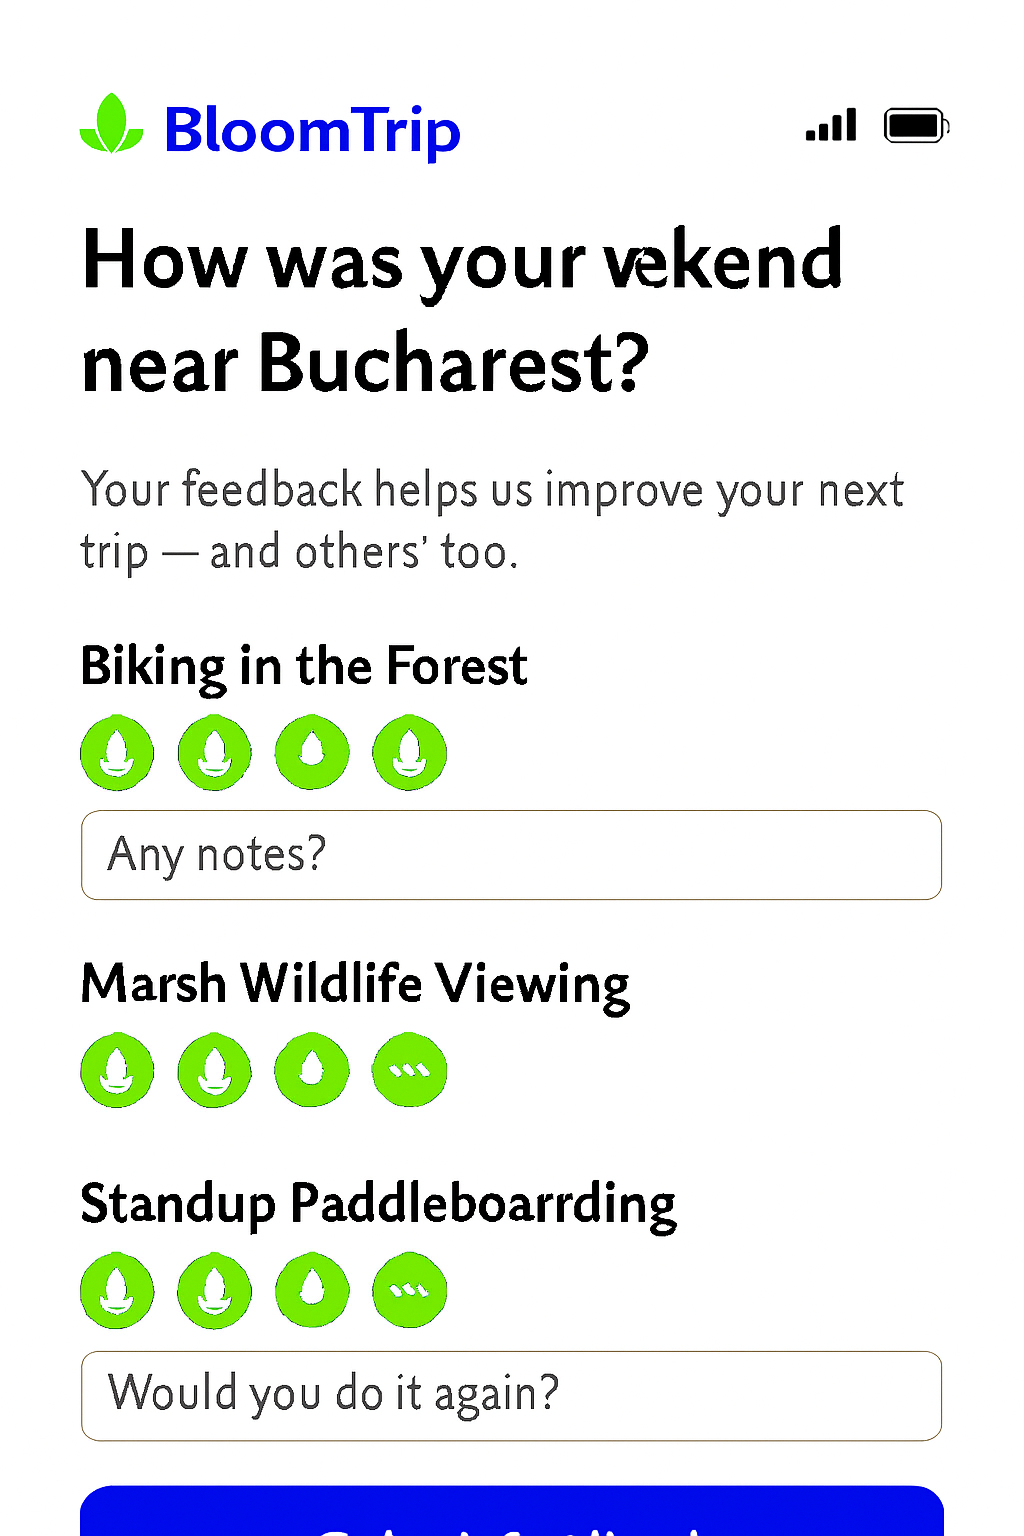 BloomTrip
How was your vekend
near Bucharest?
Your feedback helps us improve your next
trip — and others’ too.
Biking in the Forest
Any notes?
Marsh Wildlife Viewing
Standup Paddleboarrding
Would you do it again?